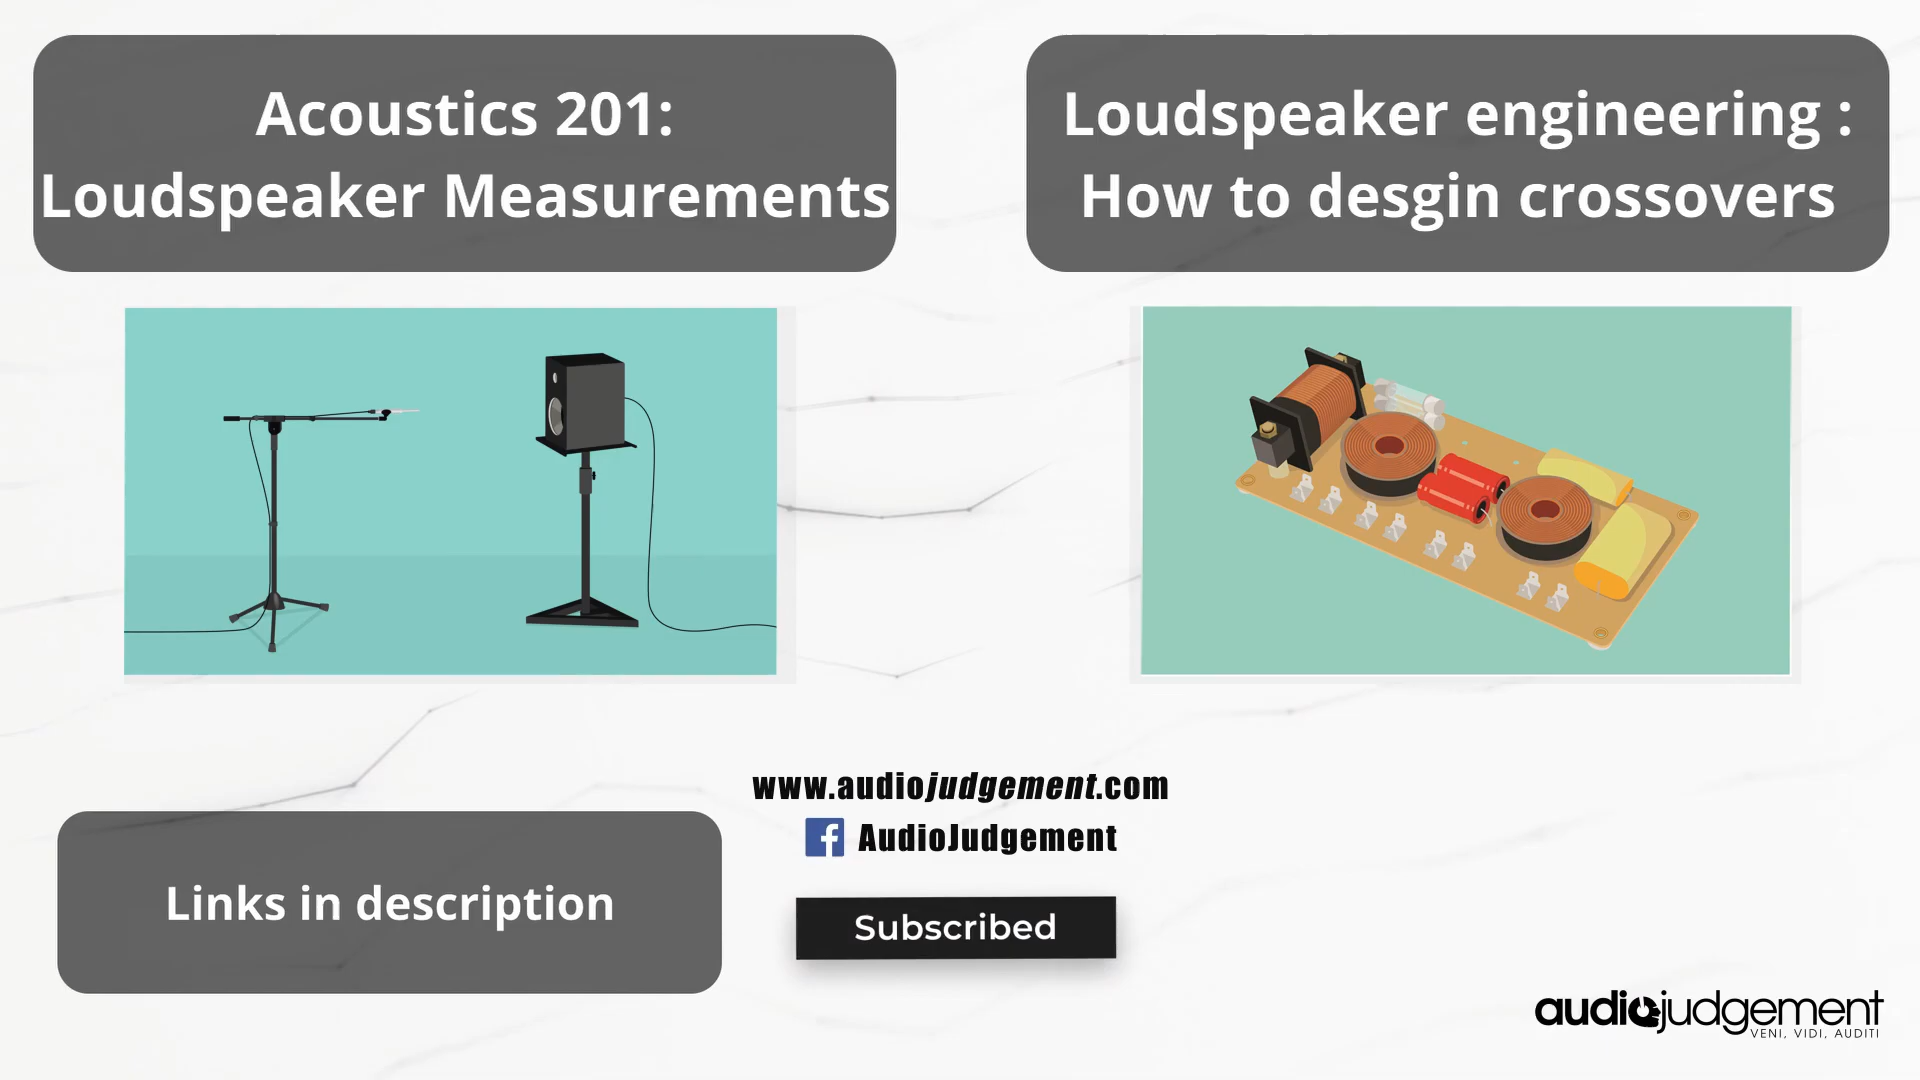 Acoustics 201:
Loudspeaker Measurements
Loudspeaker engineering :
How to desgin crossovers
www.audiojudgement.com
AudioJudgement
Links in description
Subscribed
audiojudgement
VENI, VIDI, AUDITI